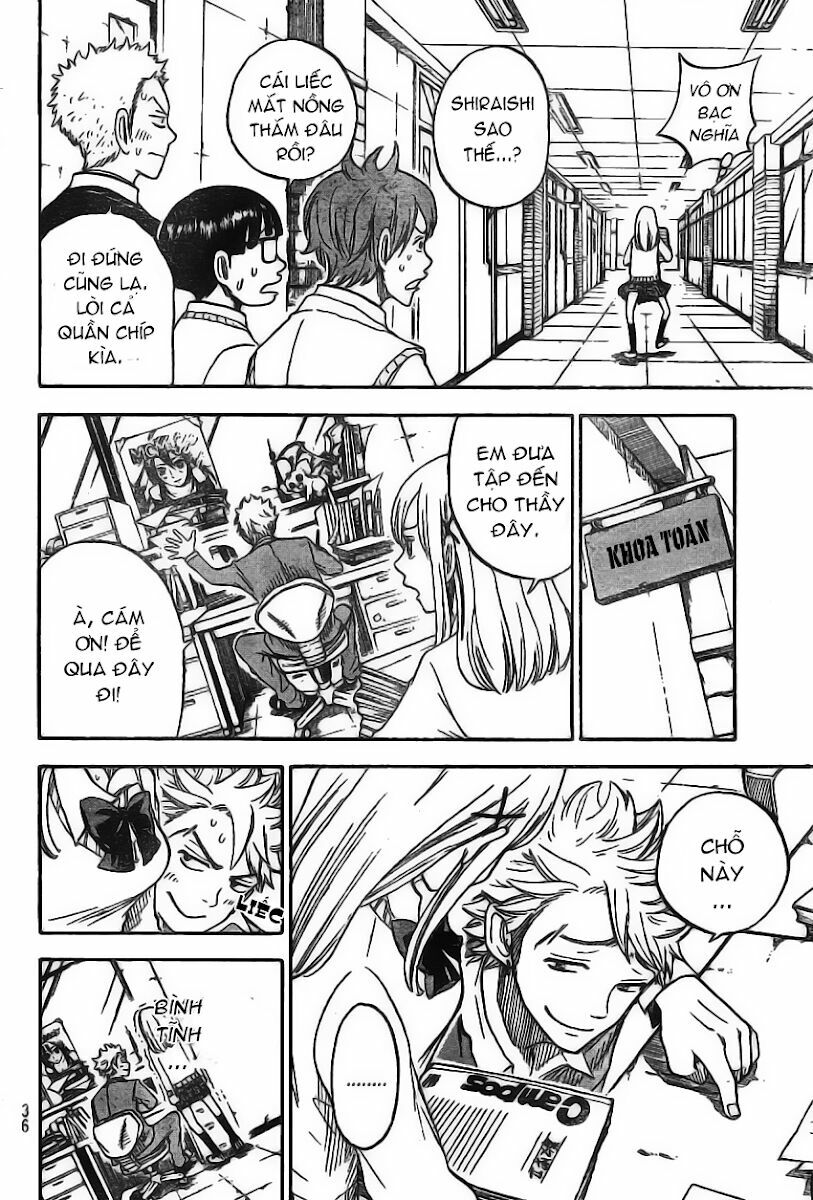 VÔ ƠN
BẠC
NGHĨA
SHIRAISHI
SAO
THẾ...?
CÁI LIẾC
MẮT NỒNG
THẮM ĐÂU
RỒI?
ĐI ĐỨNG
CŨNG LẠ.
LÒI CẢ
QUẦN CHÍP
KÌA.
KHOA TOÁN
EM ĐƯA
TẬP ĐẾN
CHO THẦY
ĐÂY.
À, CÁM
ƠN! ĐỂ
QUA ĐÂY
ĐI!
CHỖ
NÀY
...
.........
Campos
LIẾC
BÌNH
TĨNH
...
36